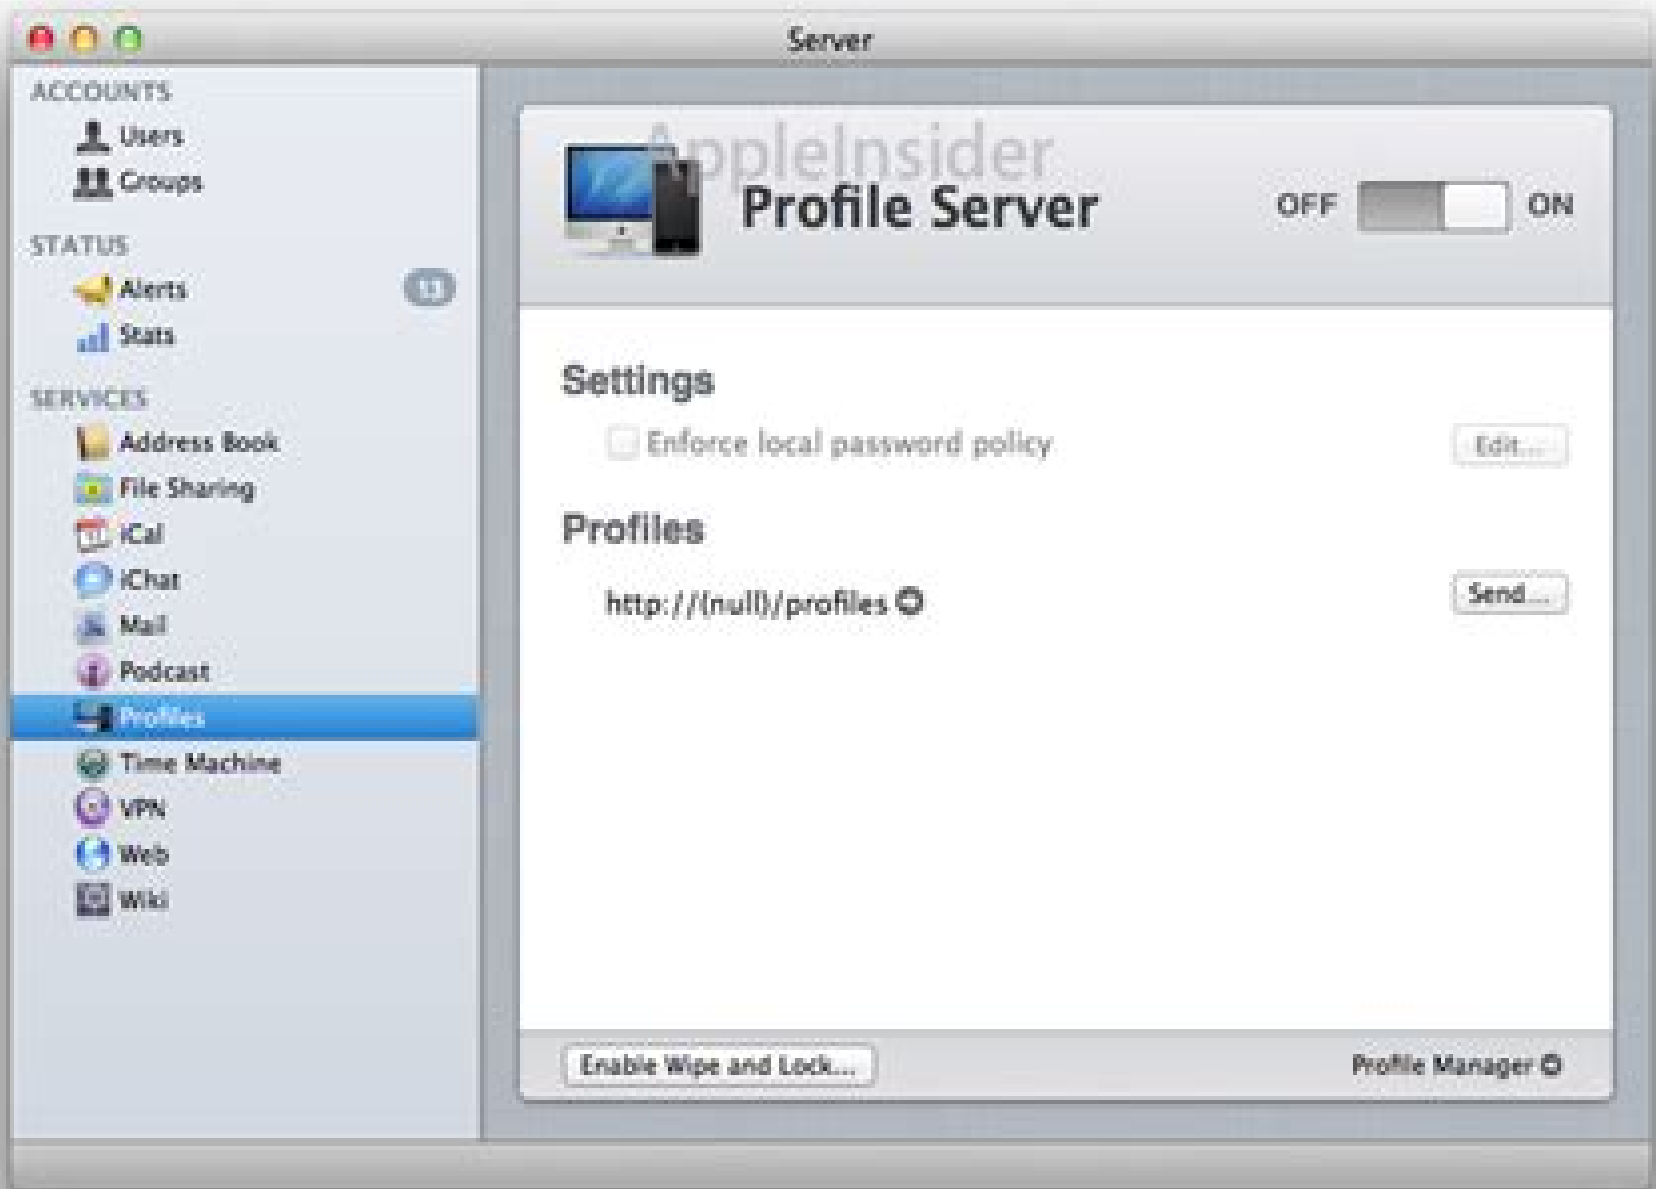 Server
ACCOUNTS
Users
Groups
STATUS
Alerts
Stats
SERVICES
Address Book
File Sharing
iCal
iChat
Mail
Podcast
Profiles
Time Machine
VPN
Web
Wiki
AppleInsider
Profile Server
OFF ON
Settings
Enforce local password policy Edit...
Profiles
http://(null)/profiles Send...
Enable Wipe and Lock... Profile Manager